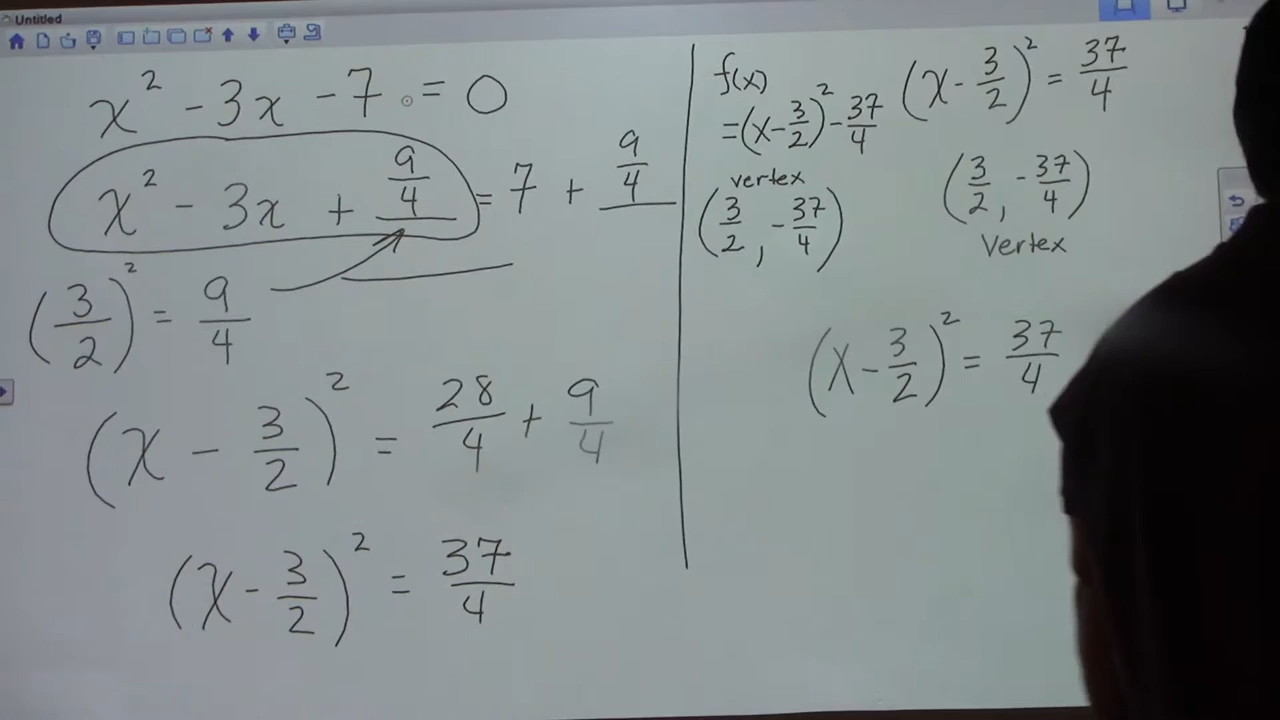 Untitled
x² - 3x - 7 = 0
x² - 3x + 9/4 = 7 + 9/4
(3/2)² = 9/4
(x - 3/2)² = 28/4 + 9/4
(x - 3/2)² = 37/4
f(x)
= (x - 3/2)² - 37/4
vertex
(3/2, -37/4)
(x - 3/2)² = 37/4
(3/2, -37/4)
Vertex
(x - 3/2)² = 37/4